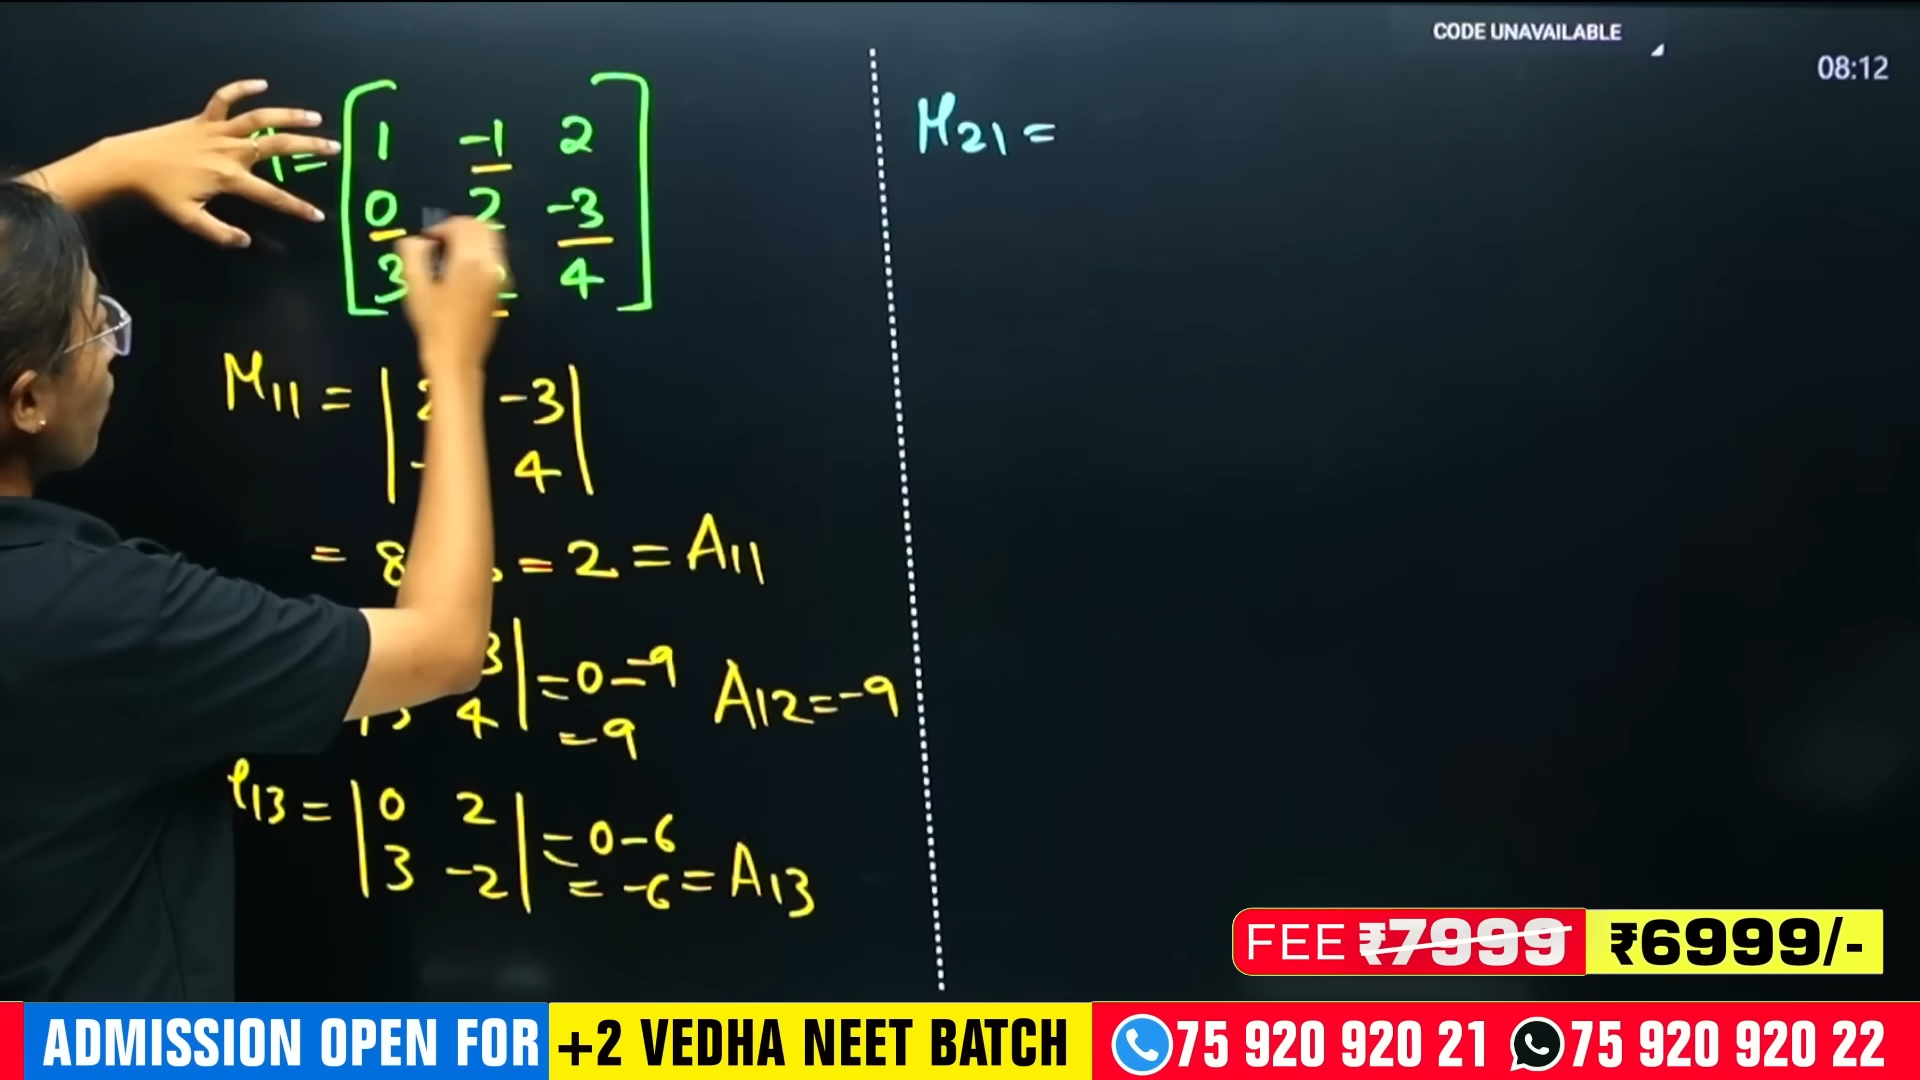 CODE UNAVAILABLE
08:12
1 -1 2
0 2 -3
3 4
M21 =
M11 = | -3 |
| 4 |
= 8 = 2 = A11
3 | = 0 - -9 A12 = -9
4 | = 9
13 = | 0 2 | = 0 - 6
| 3 -2 | = -6 = A13
FEE ₹7999 ₹6999/-
ADMISSION OPEN FOR +2 VEDHA NEET BATCH 75 920 920 21 75 920 920 22